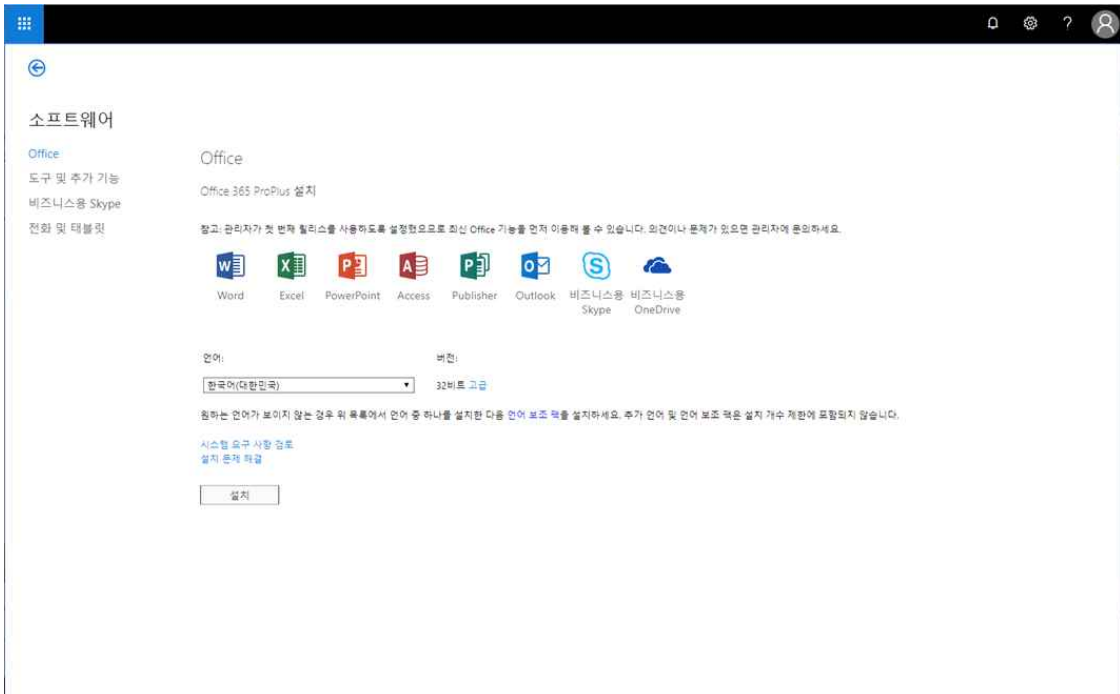 소프트웨어
Office
도구 및 추가 기능
비즈니스용 Skype
전화 및 태블릿
Office
Office 365 ProPlus 설치
참고: 관리자가 첫 번째 릴리스를 사용하도록 설정했으므로 최신 Office 기능을 먼저 이용해 볼 수 있습니다. 의견이나 문제가 있으면 관리자에 문의하세요.
Word Excel PowerPoint Access Publisher Outlook 비즈니스용 비즈니스용
Skype OneDrive
언어: 버전:
한국어(대한민국) 32비트 고급
원하는 언어가 보이지 않는 경우 위 목록에서 언어 중 하나를 설치한 다음 언어 보조 팩을 설치하세요. 추가 언어 및 언어 보조 팩은 설치 개수 제한에 포함되지 않습니다.
시스템 요구 사항 검토
설치 문제 해결
설치